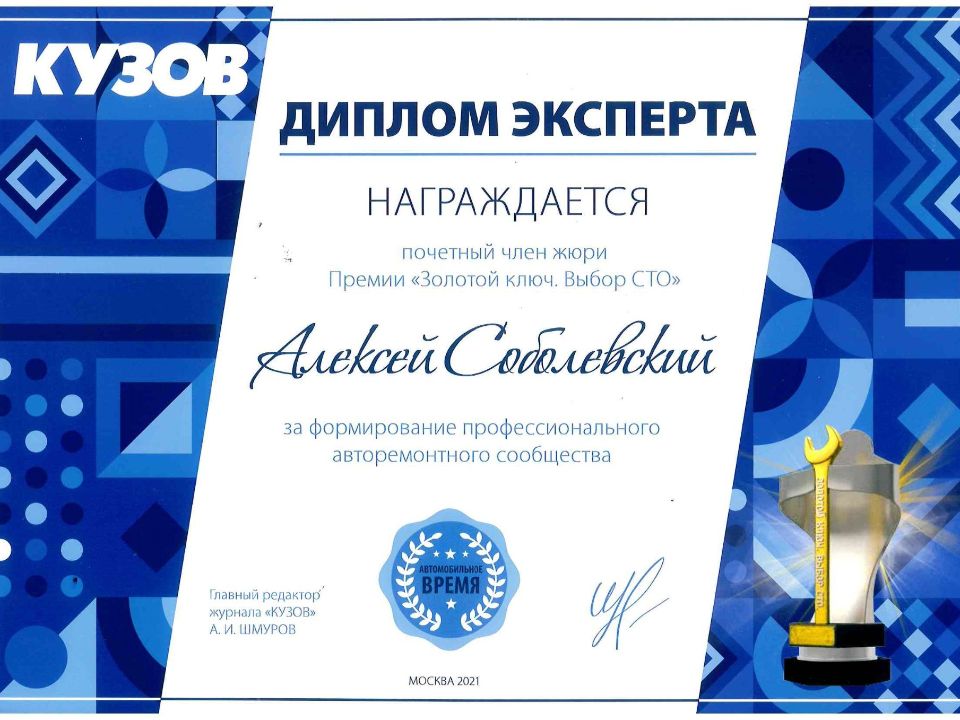 КУЗОВ
ДИПЛОМ ЭКСПЕРТА
НАГРАЖДАЕТСЯ
почетный член жюри
Премии «Золотой ключ. Выбор СТО»
Алексей Соболевский
за формирование профессионального
авторемонтного сообщества
АВТОМОБИЛЬНОЕ
ВРЕМЯ
ЗОЛОТОЙ КЛЮЧ. ВЫБОР СТО.
Главный редактор
журнала «КУЗОВ»
А. И. ШМУРОВ
МОСКВА 2021